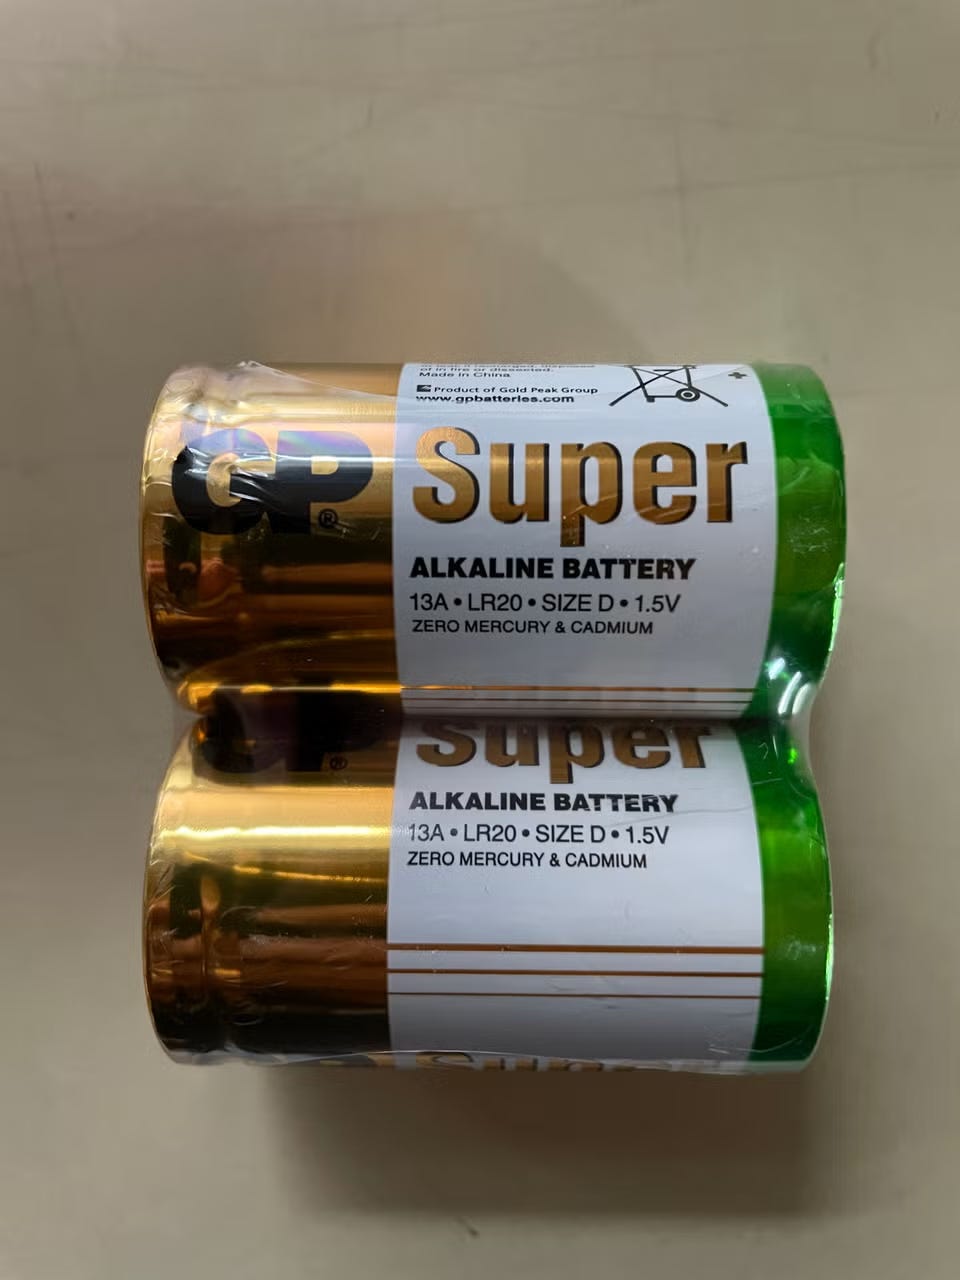 of in fire or dissected.
Made in China
Product of Gold Peak Group
www.gpbatteries.com
+
GP® Super
ALKALINE BATTERY
13A • LR20 • SIZE D • 1.5V
ZERO MERCURY & CADMIUM
GP® Super
ALKALINE BATTERY
13A • LR20 • SIZE D • 1.5V
ZERO MERCURY & CADMIUM
Super